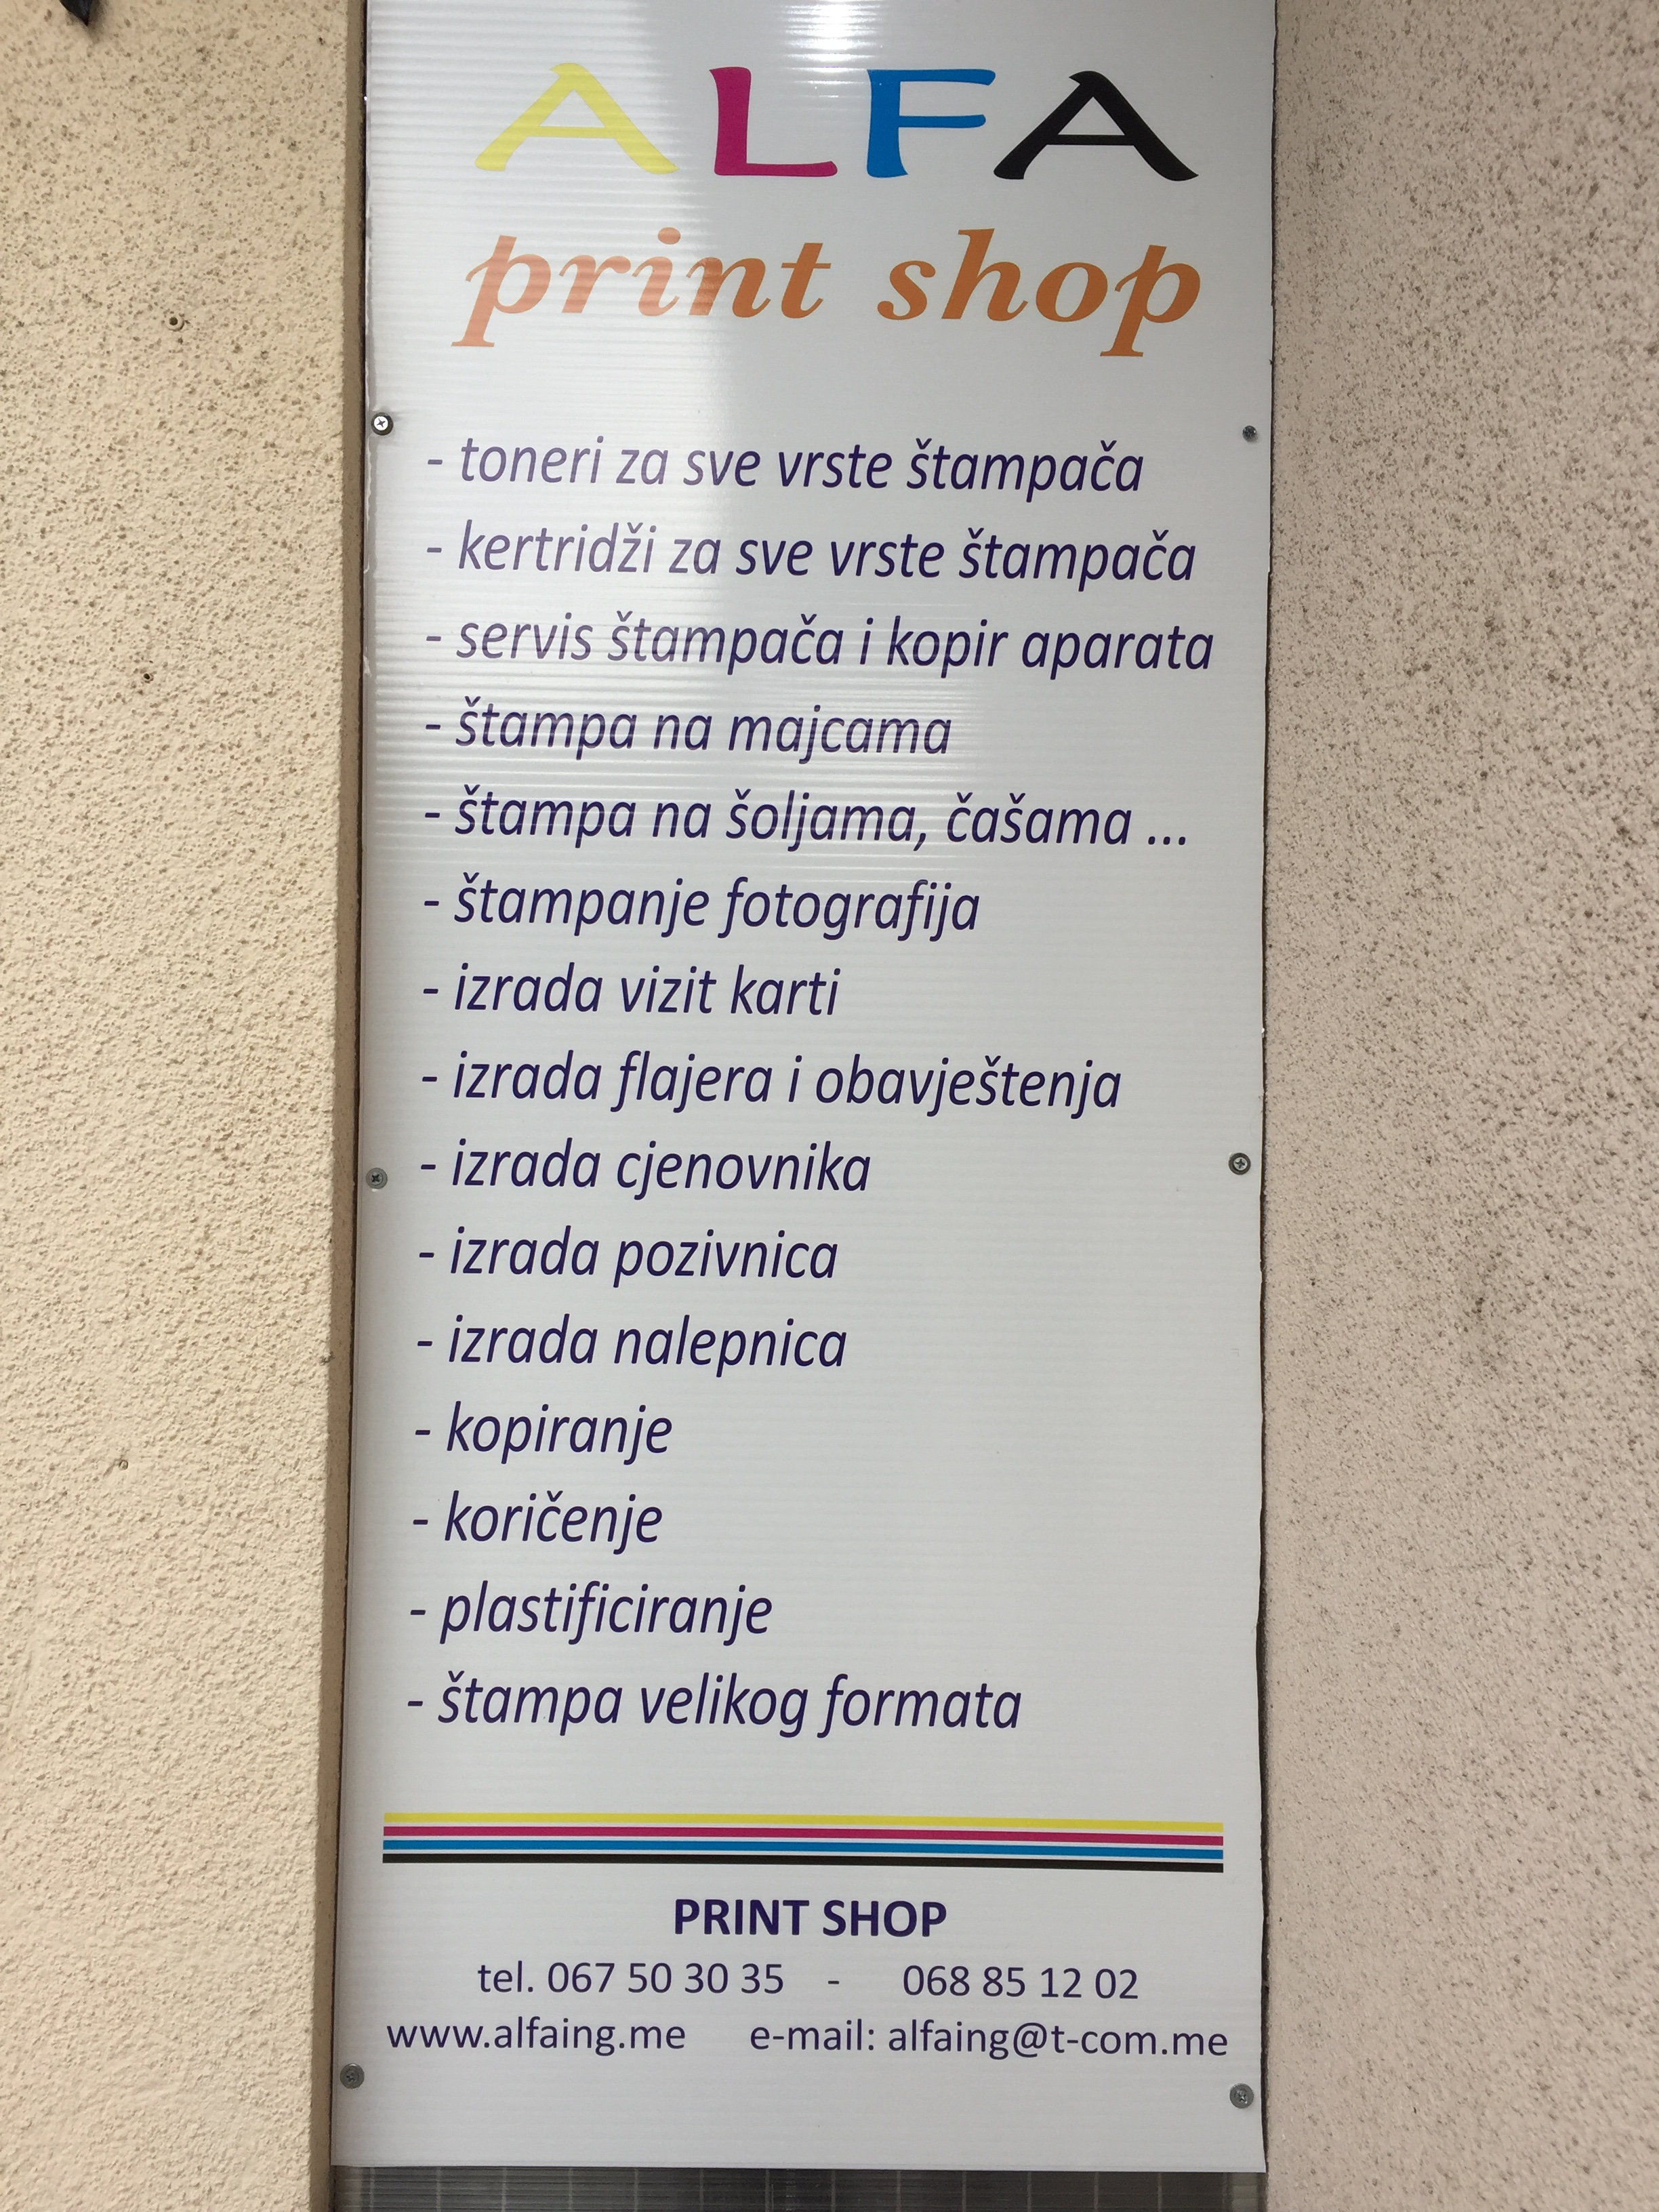 ALFA
print shop
- toneri za sve vrste štampača
- kertridži za sve vrste štampača
- servis štampača i kopir aparata
- štampa na majcama
- štampa na šoljama, čašama ...
- štampanje fotografija
- izrada vizit karti
- izrada flajera i obavještenja
- izrada cjenovnika
- izrada pozivnica
- izrada nalepnica
- kopiranje
- koričenje
- plastificiranje
- štampa velikog formata
PRINT SHOP
tel. 067 50 30 35 - 068 85 12 02
www.alfaing.me e-mail: alfaing@t-com.me